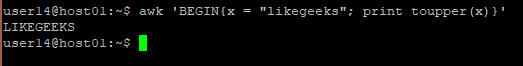 user14@host01:~$ awk 'BEGIN{x = "likegeeks"; print toupper(x)}'
LIKEGEEKS
user14@host01:~$